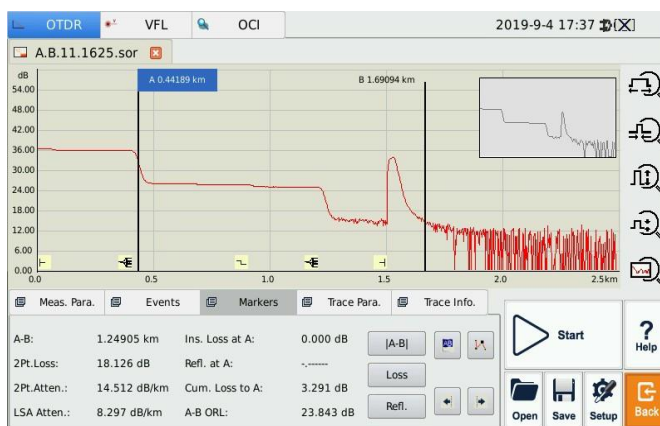 OTDR VFL OCI 2019-9-4 17:37
A.B.11.1625.sor
dB
54.00
A 0.44189 km B 1.69094 km
48.00
42.00
36.00
30.00
24.00
18.00
12.00
6.00
0.00
0.0 0.5 1.0 1.5 2.0 2.5km
Meas. Para. Events Markers Trace Para. Trace Info.
A-B: 1.24905 km Ins. Loss at A: 0.000 dB |A-B| AB
2Pt.Loss: 18.126 dB Refl. at A: -.------
2Pt.Atten.: 14.512 dB/km Cum. Loss to A: 3.291 dB Loss
LSA Atten.: 8.297 dB/km A-B ORL: 23.843 dB Refl.
Start ? Help
Open Save Setup Back